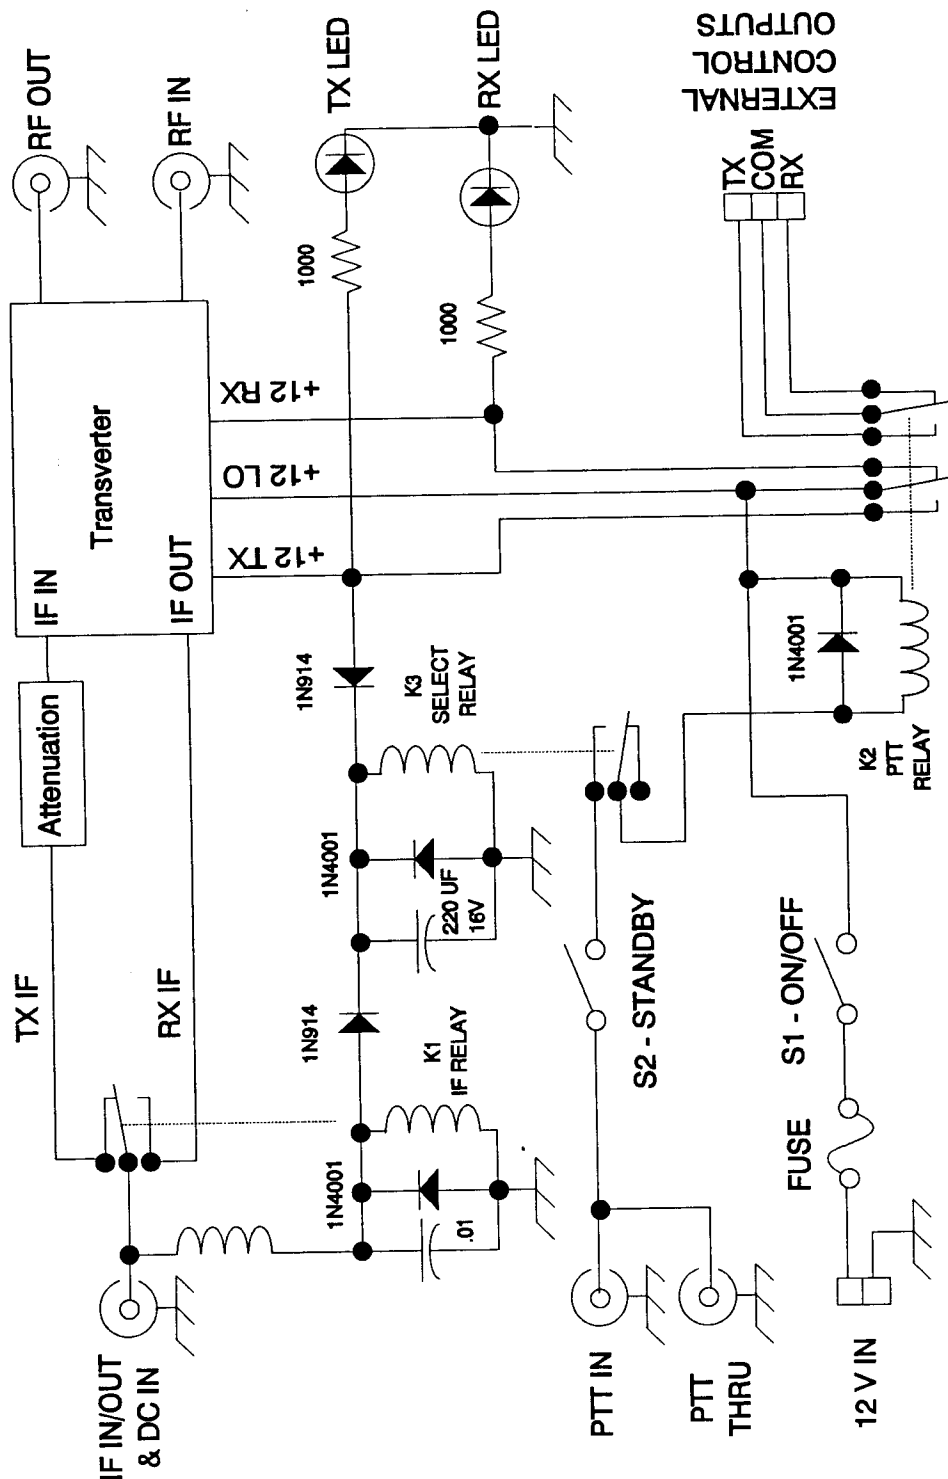 IF IN/OUT
& DC IN
TX IF
RX IF
Attenuation
IF IN
IF OUT
Transverter
RF OUT
RF IN
+12 TX
+12 LO
+12 RX
1N4001
.01
K1
IF RELAY
1N914
220 UF
16V
1N4001
K3
SELECT
RELAY
1N914
1000
TX LED
1000
RX LED
PTT IN
PTT
THRU
S2 - STANDBY
12 V IN
FUSE
S1 - ON/OFF
K2
PTT
RELAY
1N4001
TX
COM
RX
EXTERNAL
CONTROL
OUTPUTS